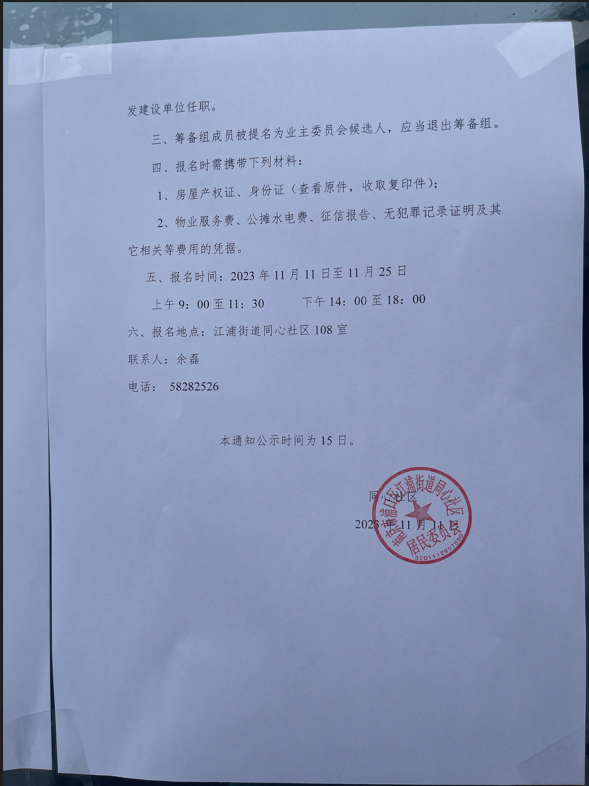 发建设单位任职。
三、筹备组成员被提名为业主委员会候选人，应当退出筹备组。
四、报名时需携带下列材料：
1、房屋产权证、身份证（查看原件，收取复印件）；
2、物业服务费、公摊水电费、征信报告、无犯罪记录证明及其
它相关等费用的凭据。
五、报名时间：2023 年 11 月 11 日至 11 月 25 日
上午 9：00 至 11：30 下午 14：00 至 18：00
六、报名地点：江浦街道同心社区 108 室
联系人：余磊
电话： 58282526
本通知公示时间为 15 日。
同心社区
2023 年 11 月 11 日
南京市浦口区江浦街道同心社区
居民委员会